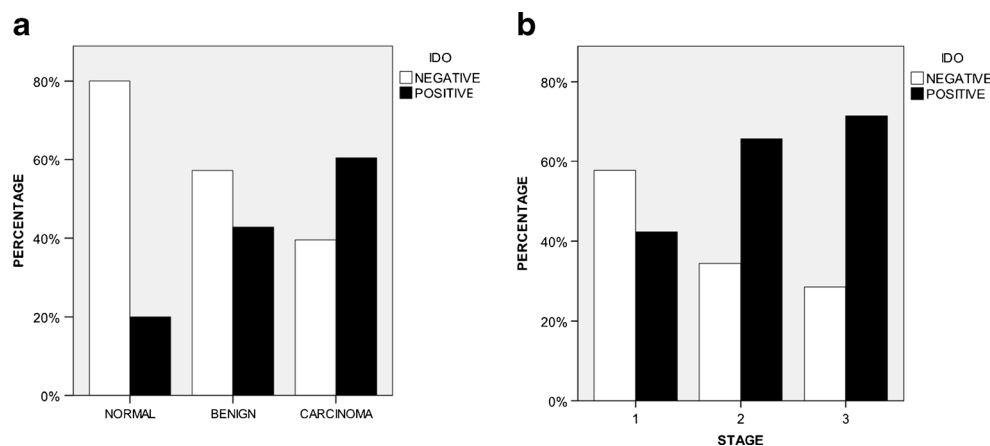 a
IDO
NEGATIVE
POSITIVE
80%
60%
40%
20%
0%
PERCENTAGE
NORMAL BENIGN CARCINOMA
b
IDO
NEGATIVE
POSITIVE
80%
60%
40%
20%
0%
PERCENTAGE
1 2 3
STAGE